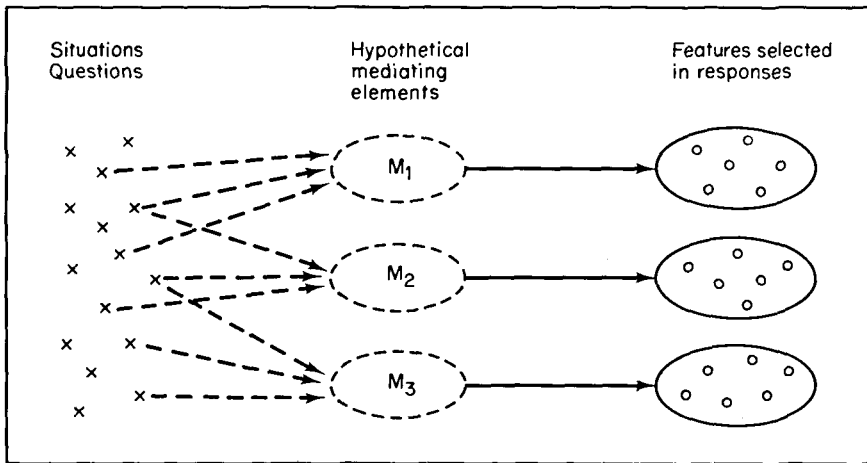 Situations
Questions
Hypothetical
mediating
elements
Features selected
in responses
M₁
M₂
M₃